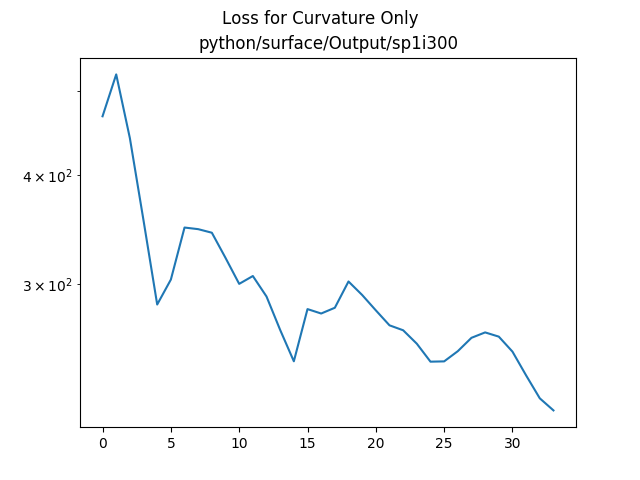 Loss for Curvature Only
python/surface/Output/sp1i300
4 × 10²
3 × 10²
0 5 10 15 20 25 30